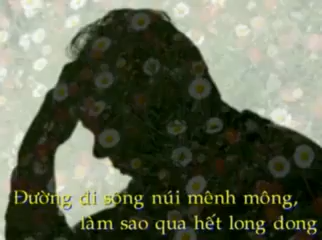 Đường đi sông núi mênh mông,
làm sao qua hết long dong